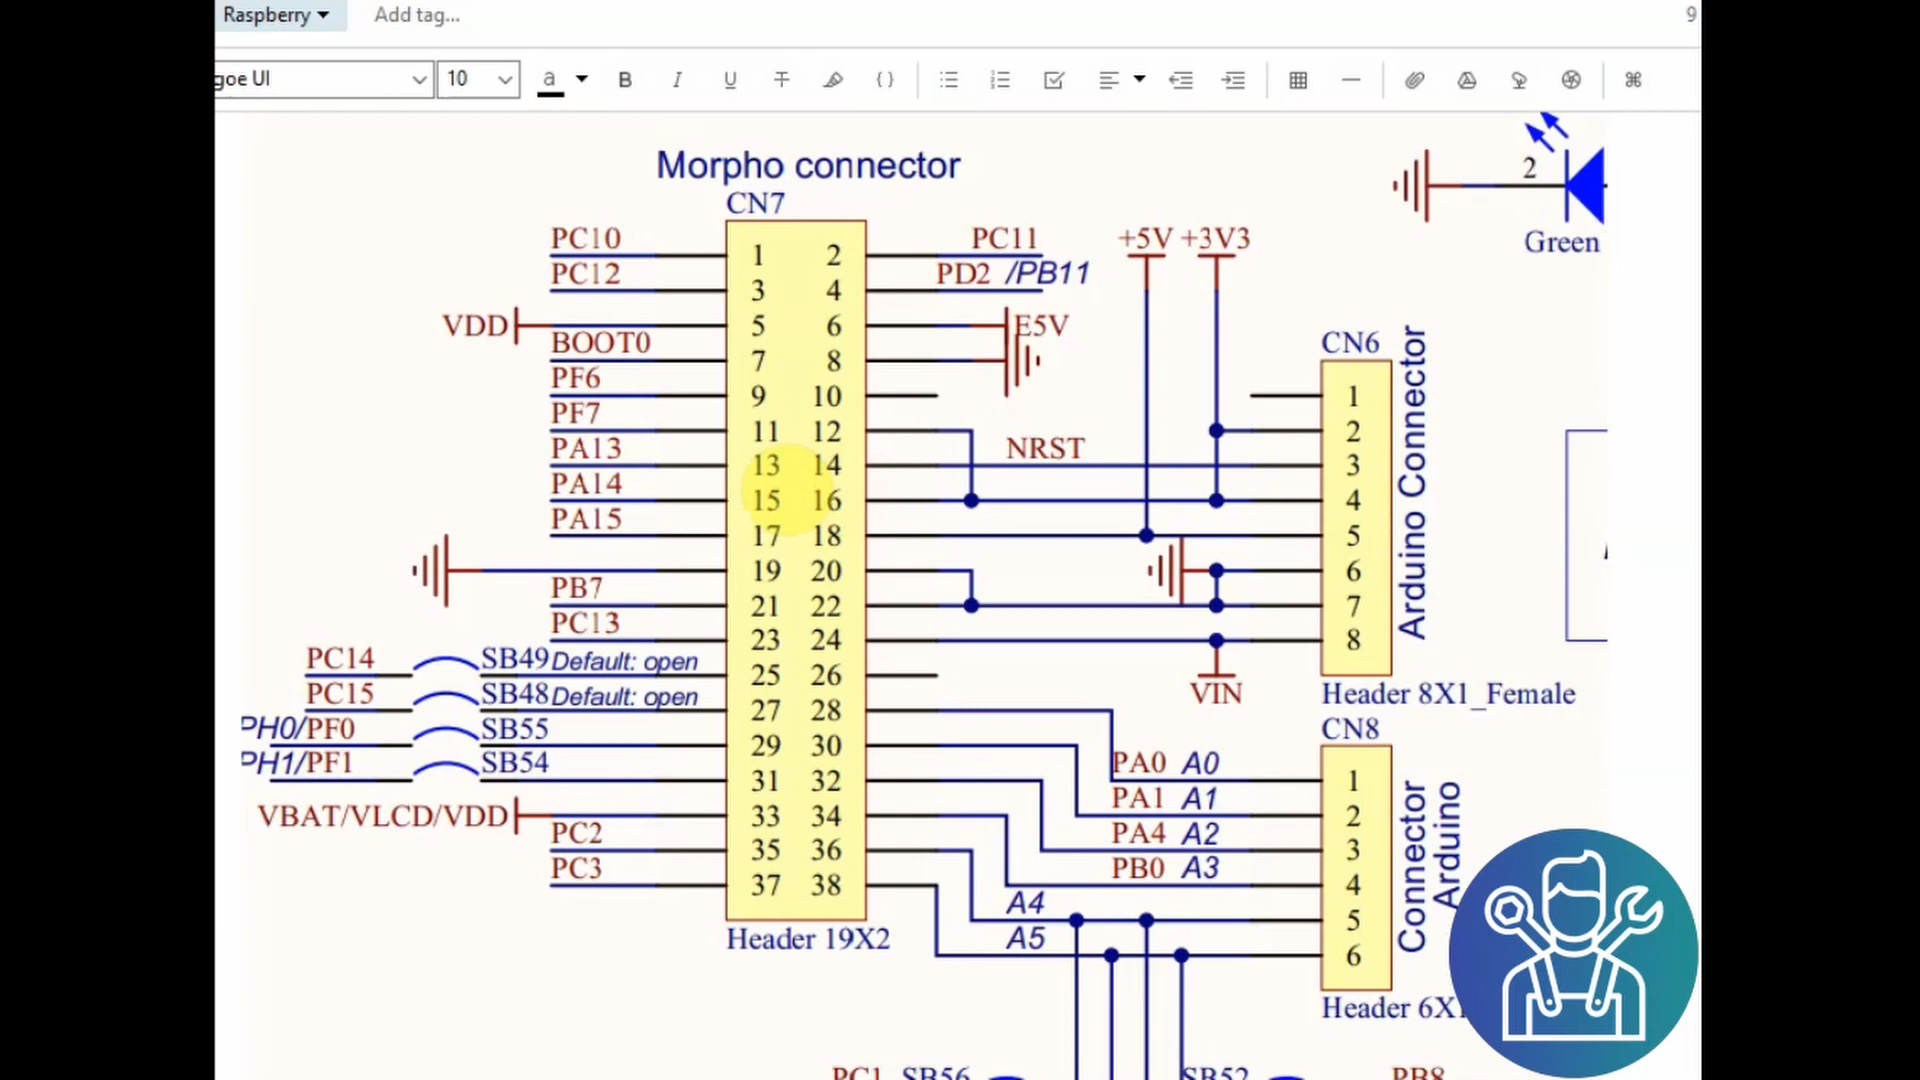 Raspberry Add tag... 9
goe UI 10 a B I U T { }
Morpho connector
CN7
PC10 1 2 PC11 +5V +3V3 2
PC12 3 4 PD2 /PB11 Green
VDD 5 6 E5V
BOOT0 7 8 CN6
PF6 9 10 1
PF7 11 12 2
PA13 13 14 NRST 3
PA14 15 16 4
PA15 17 18 5
19 20 6
PB7 21 22 7
PC13 23 24 8
Arduino Connector
PC14 SB49 Default: open 25 26 VIN Header 8X1_Female
PC15 SB48 Default: open 27 28 CN8
PH0/PF0 SB55 29 30 PA0 A0 1
PH1/PF1 SB54 31 32 PA1 A1 2
VBAT/VLCD/VDD 33 34 PA4 A2 3
PC2 35 36 PB0 A3 4
PC3 37 38 A4 5
Header 19X2 A5 6
Connector
Arduino
Header 6X1
PC1 SB56 SB52 PB8